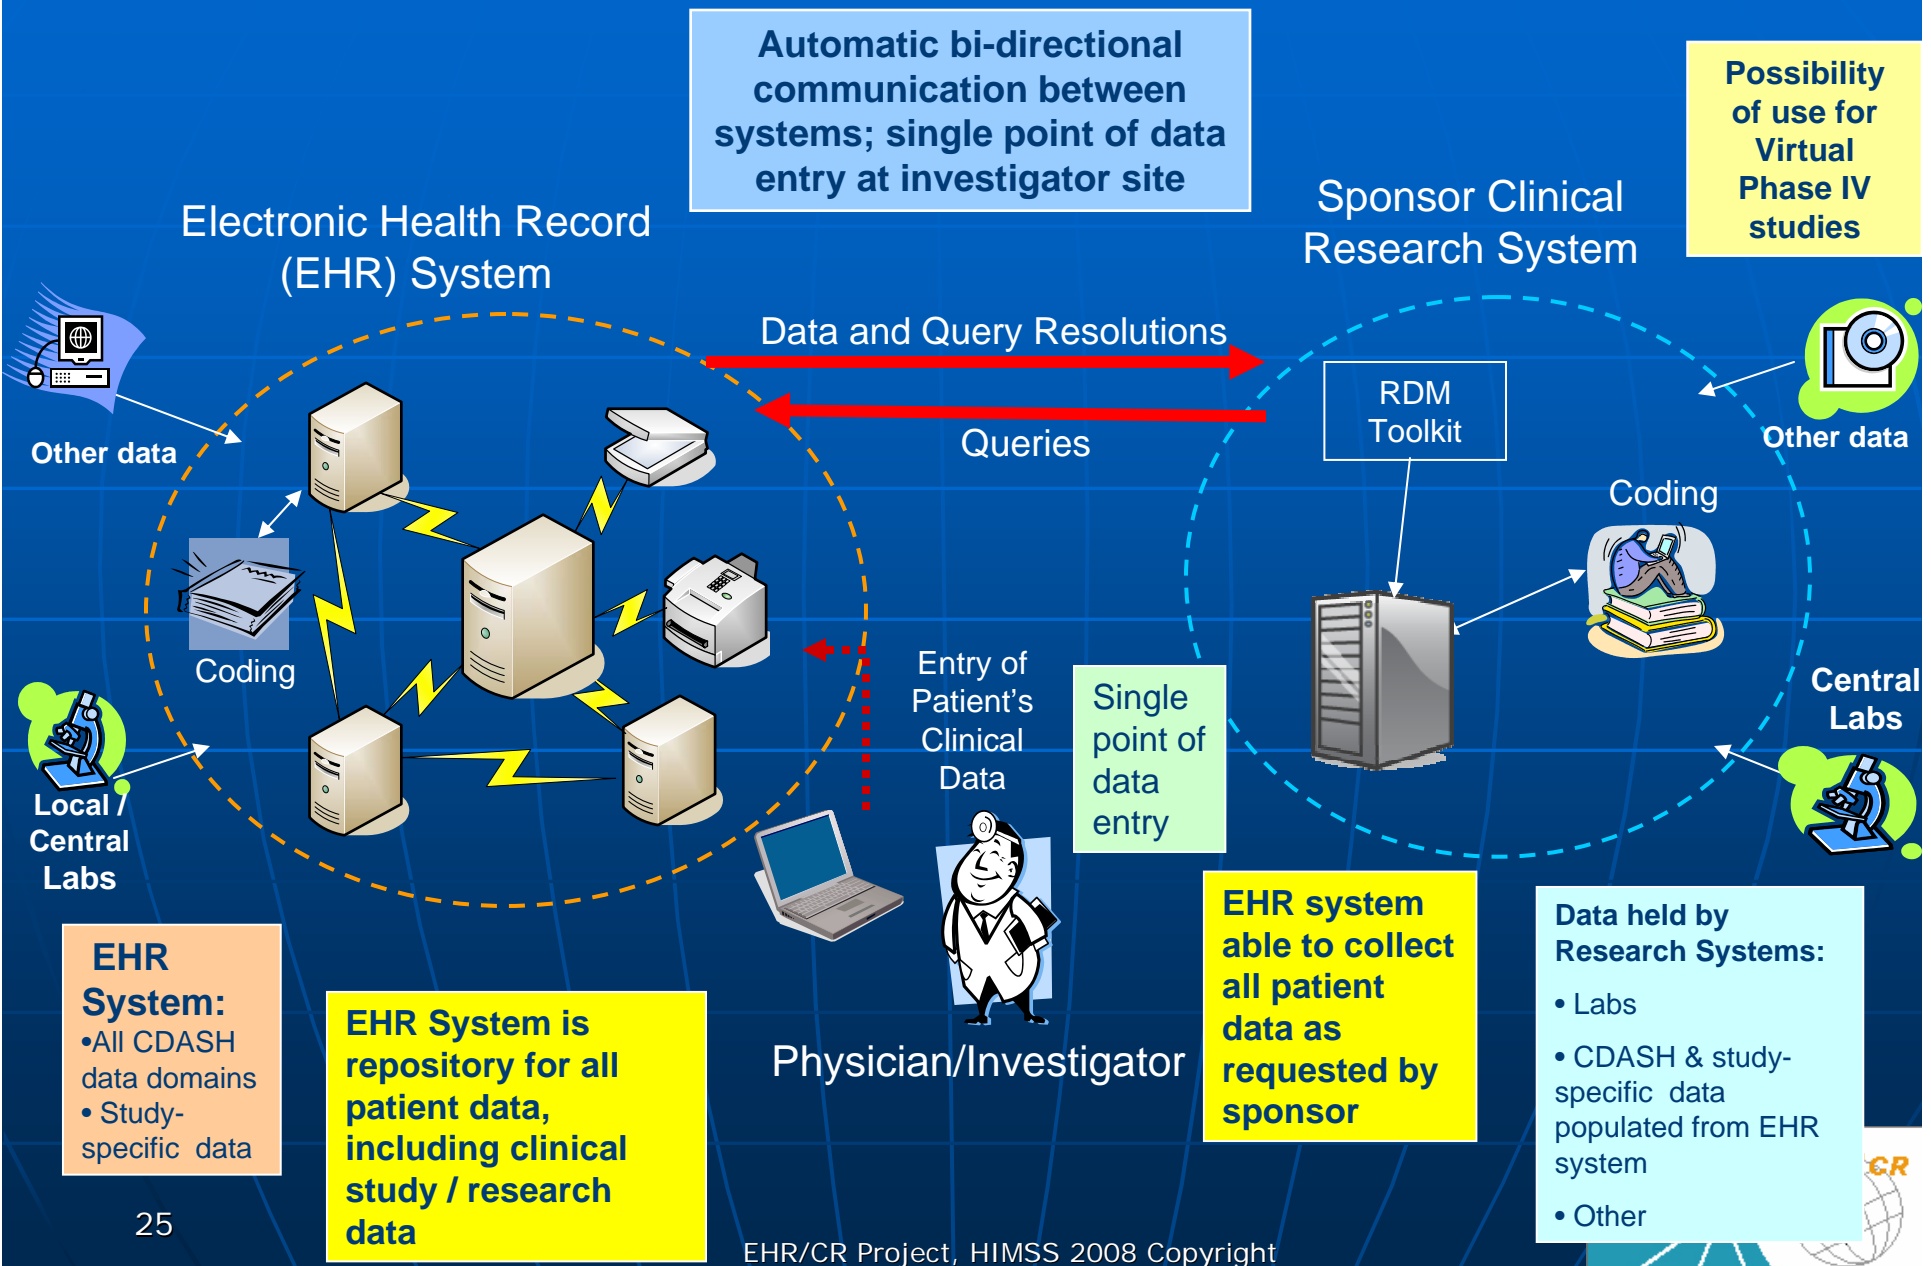 Automatic bi-directional
communication between
systems; single point of data
entry at investigator site
Possibility
of use for
Virtual
Phase IV
studies
Electronic Health Record
(EHR) System
Sponsor Clinical
Research System
Data and Query Resolutions
Queries
Other data
Coding
Local /
Central
Labs
RDM
Toolkit
Coding
Other data
Central
Labs
Entry of
Patient's
Clinical
Data
Single
point of
data
entry
Physician/Investigator
EHR
System:
•All CDASH
data domains
• Study-
specific data
EHR System is
repository for all
patient data,
including clinical
study / research
data
EHR system
able to collect
all patient
data as
requested by
sponsor
Data held by
Research Systems:
• Labs
• CDASH & study-
specific data
populated from EHR
system
• Other
CR
25
EHR/CR Project, HIMSS 2008 Copyright